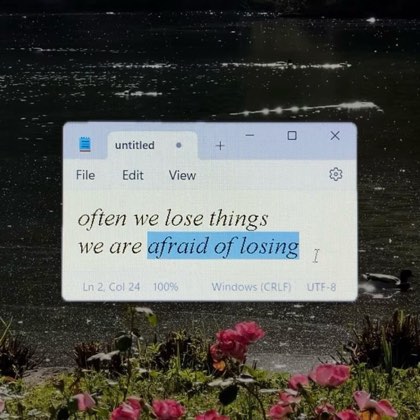 untitled
File Edit View
often we lose things
we are afraid of losing
Ln 2, Col 24 100% Windows (CRLF) UTF-8